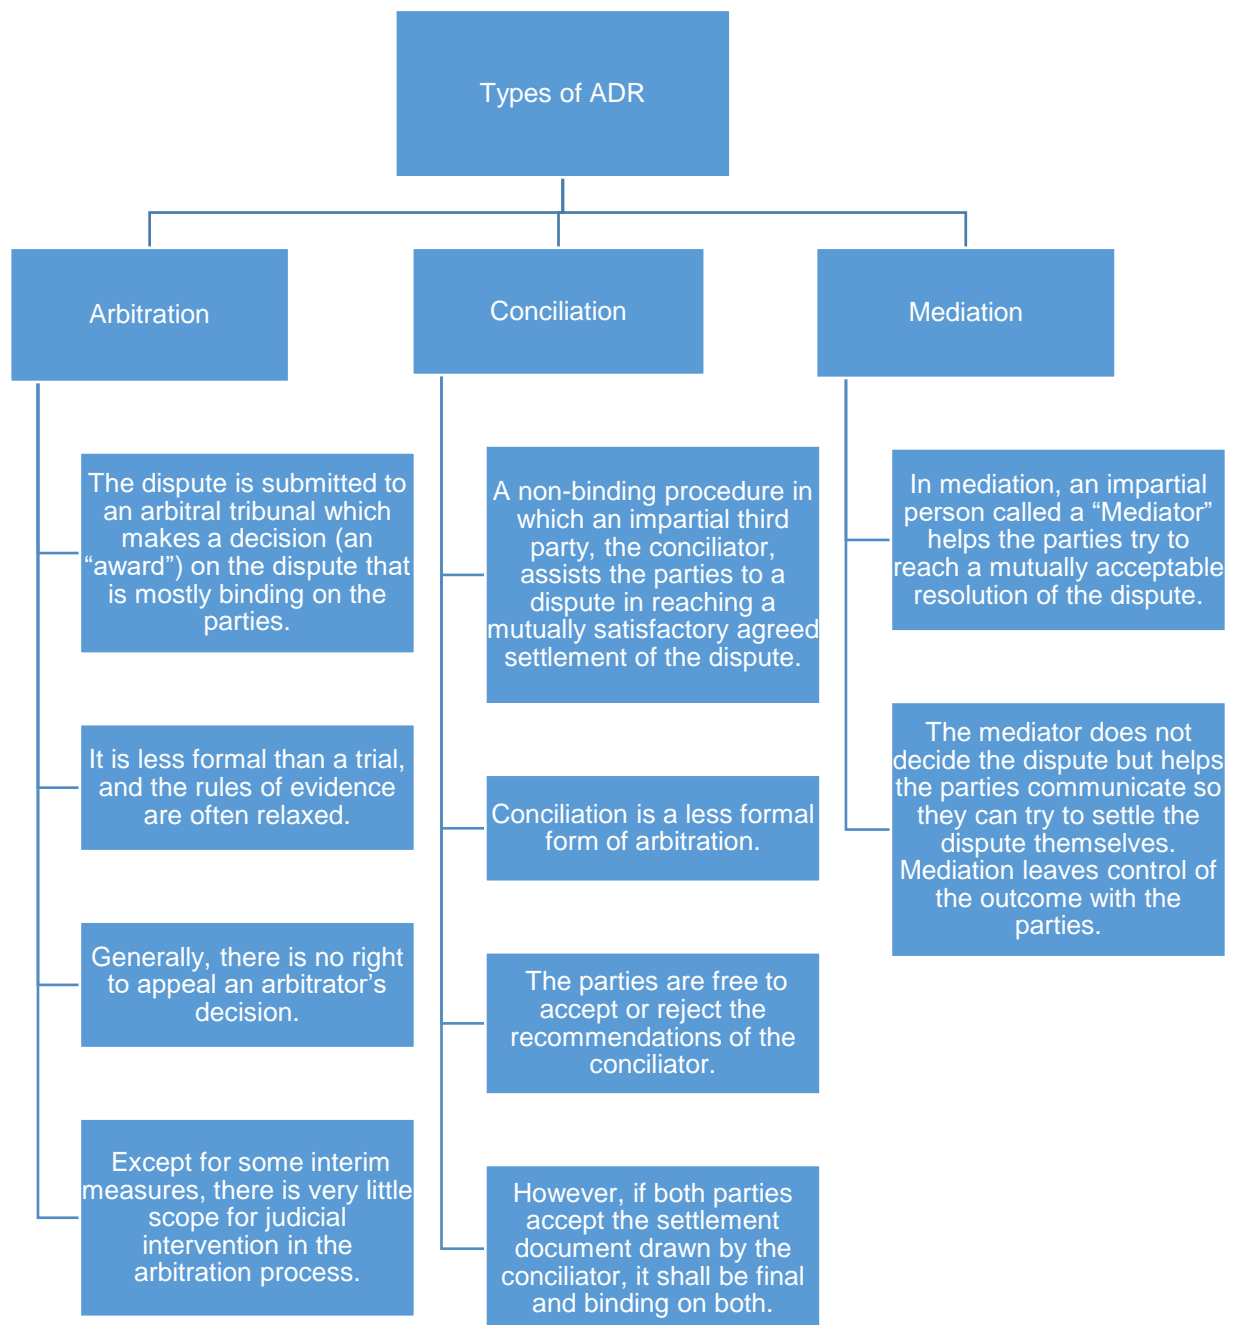 Types of ADR
Arbitration
The dispute is submitted to
an arbitral tribunal which
makes a decision (an
“award”) on the dispute that
is mostly binding on the
parties.
It is less formal than a trial,
and the rules of evidence
are often relaxed.
Generally, there is no right
to appeal an arbitrator’s
decision.
Except for some interim
measures, there is very little
scope for judicial
intervention in the
arbitration process.
Conciliation
A non-binding procedure in
which an impartial third
party, the conciliator,
assists the parties to a
dispute in reaching a
mutually satisfactory agreed
settlement of the dispute.
Conciliation is a less formal
form of arbitration.
The parties are free to
accept or reject the
recommendations of the
conciliator.
However, if both parties
accept the settlement
document drawn by the
conciliator, it shall be final
and binding on both.
Mediation
In mediation, an impartial
person called a “Mediator”
helps the parties try to
reach a mutually acceptable
resolution of the dispute.
The mediator does not
decide the dispute but helps
the parties communicate so
they can try to settle the
dispute themselves.
Mediation leaves control of
the outcome with the
parties.